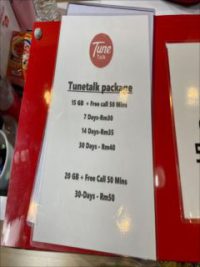 Tune
Talk
Tunetalk package
15 GB + Free call 30 Mins
7 Days-Rm30
14 Days-Rm35
30 Days - Rm40
20 GB + Free call 50 Mins
30-Days - Rm50